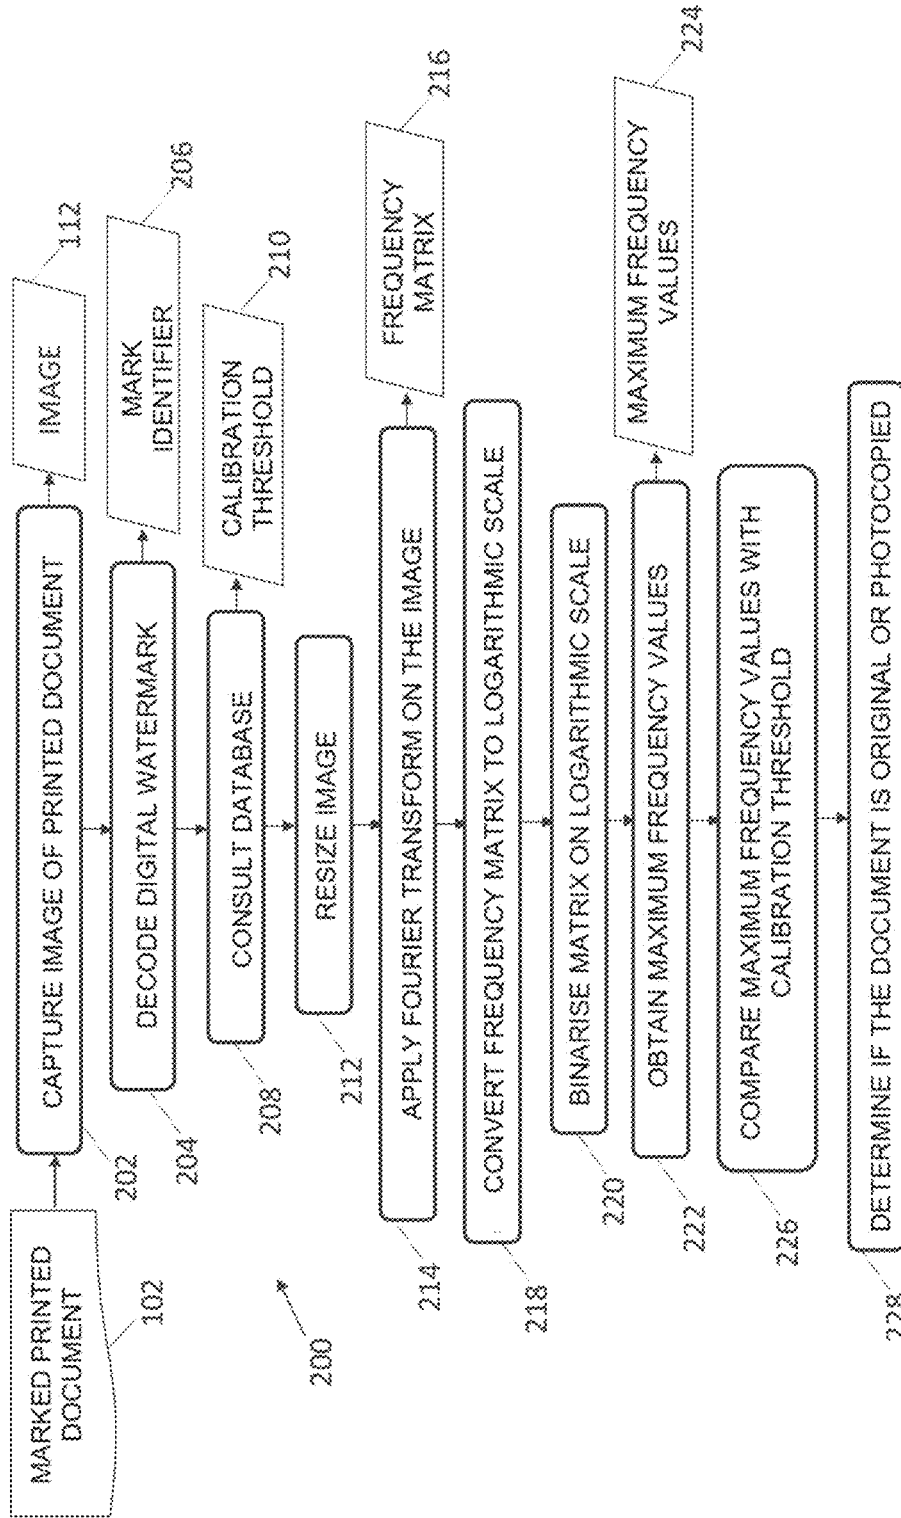 MARKED PRINTED
DOCUMENT
102
CAPTURE IMAGE OF PRINTED DOCUMENT
202
IMAGE
112
DECODE DIGITAL WATERMARK
204
MARK
IDENTIFIER
206
CONSULT DATABASE
208
CALIBRATION
THRESHOLD
210
RESIZE IMAGE
212
200
APPLY FOURIER TRANSFORM ON THE IMAGE
214
FREQUENCY
MATRIX
216
CONVERT FREQUENCY MATRIX TO LOGARITHMIC SCALE
218
BINARISE MATRIX ON LOGARITHMIC SCALE
220
OBTAIN MAXIMUM FREQUENCY VALUES
222
MAXIMUM FREQUENCY
VALUES
224
COMPARE MAXIMUM FREQUENCY VALUES WITH
CALIBRATION THRESHOLD
226
DETERMINE IF THE DOCUMENT IS ORIGINAL OR PHOTOCOPIED
228